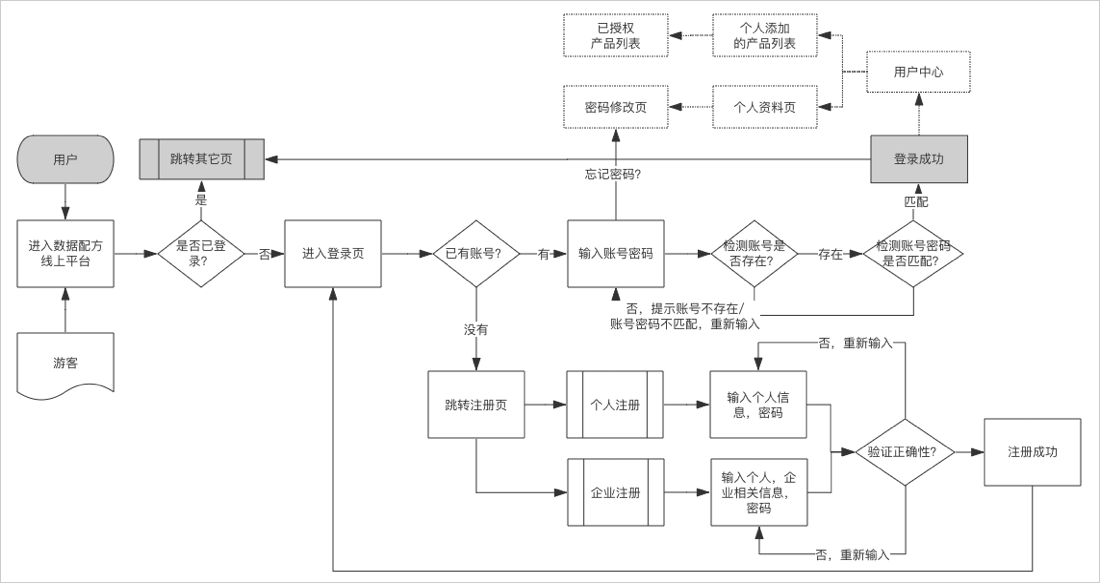 已授权
产品列表
个人添加
的产品列表
用户中心
密码修改页
个人资料页
用户
跳转其它页
登录成功
忘记密码?
是
匹配
进入数据配方
线上平台
是否已登
录?
否
进入登录页
已有账号?
有
输入账号密码
检测账号是
否存在?
存在
检测账号密码
是否匹配?
否，提示账号不存在/
账号密码不匹配，重新输入
没有
游客
否，重新输入
跳转注册页
个人注册
输入个人信
息，密码
验证正确性?
注册成功
企业注册
输入个人，企
业相关信息，
密码
否，重新输入